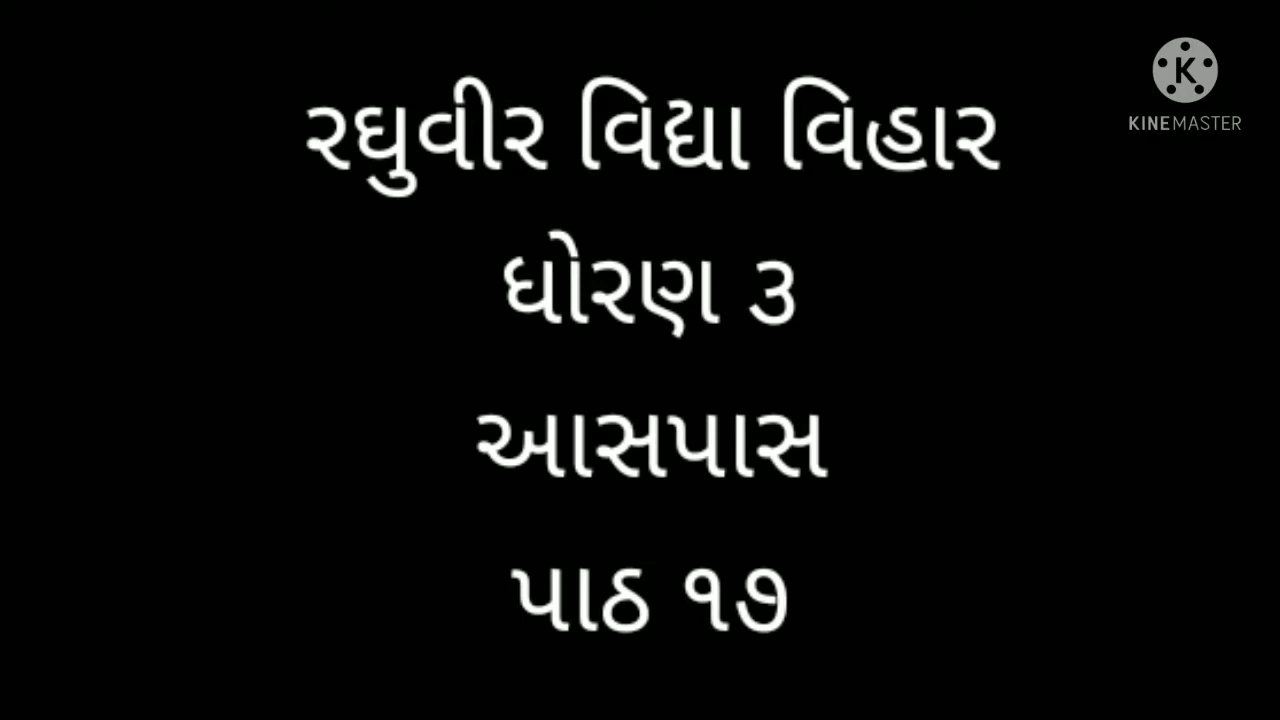 રઘુવીર વિદ્યા વિહાર
K
KINEMASTER
ધોરણ ૩
આસપાસ
પાઠ ૧૭